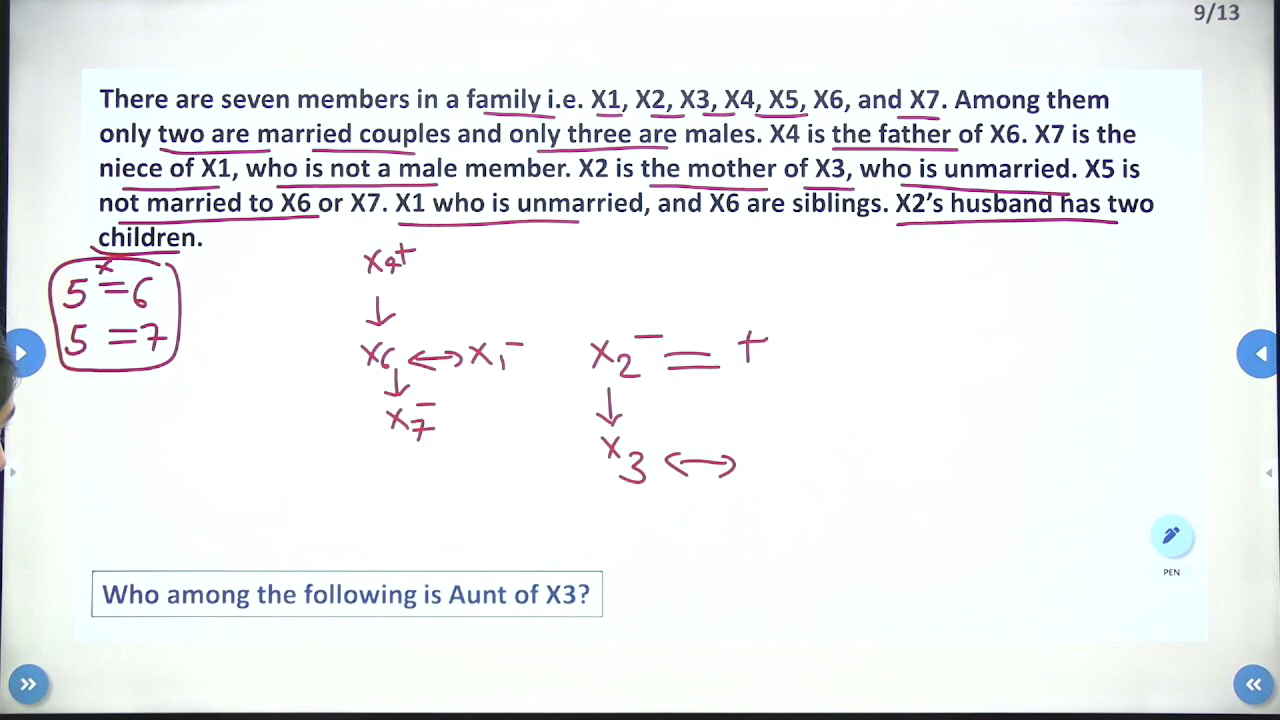 9/13
There are seven members in a family i.e. X1, X2, X3, X4, X5, X6, and X7. Among them
only two are married couples and only three are males. X4 is the father of X6. X7 is the
niece of X1, who is not a male member. X2 is the mother of X3, who is unmarried. X5 is
not married to X6 or X7. X1 who is unmarried, and X6 are siblings. X2’s husband has two
children.
x
5 = 6
5 = 7
X4+
X6 ↔ X1−
X7−
X2− = +
X3 ↔
PEN
Who among the following is Aunt of X3?